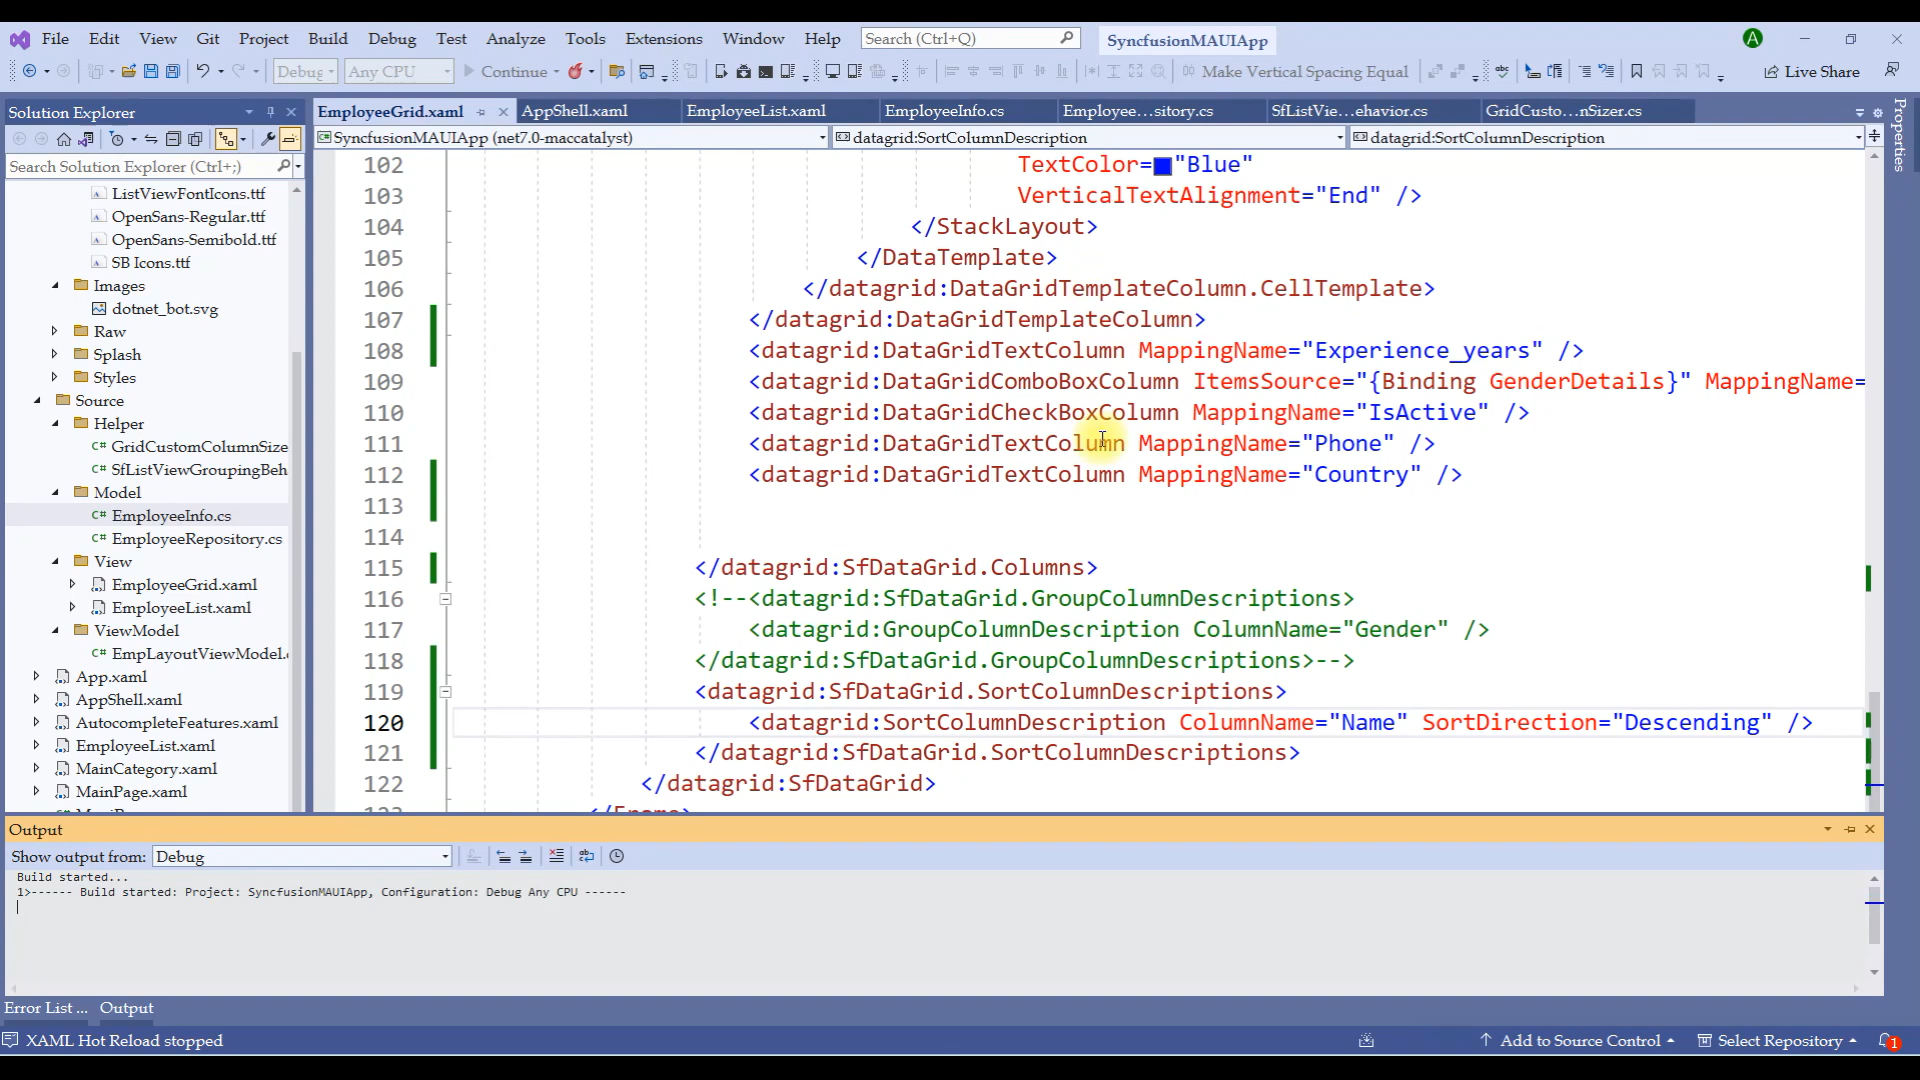 File Edit View Git Project Build Debug Test Analyze Tools Extensions Window Help Search (Ctrl+Q) SyncfusionMAUIApp A
Debug Any CPU Continue Make Vertical Spacing Equal Live Share
Solution Explorer
Search Solution Explorer (Ctrl+;)
ListViewFontIcons.ttf
OpenSans-Regular.ttf
OpenSans-Semibold.ttf
SB Icons.ttf
Images
dotnet_bot.svg
Raw
Splash
Styles
Source
Helper
C# GridCustomColumnSize
C# SfListViewGroupingBeh
Model
C# EmployeeInfo.cs
C# EmployeeRepository.cs
View
EmployeeGrid.xaml
EmployeeList.xaml
ViewModel
C# EmpLayoutViewModel.
App.xaml
AppShell.xaml
AutocompleteFeatures.xaml
EmployeeList.xaml
MainCategory.xaml
MainPage.xaml
EmployeeGrid.xaml AppShell.xaml EmployeeList.xaml EmployeeInfo.cs Employee...sitory.cs SfListVie...ehavior.cs GridCusto...nSizer.cs
SyncfusionMAUIApp (net7.0-maccatalyst) datagrid:SortColumnDescription datagrid:SortColumnDescription
Properties
102 TextColor="Blue"
103 VerticalTextAlignment="End" />
104 </StackLayout>
105 </DataTemplate>
106 </datagrid:DataGridTemplateColumn.CellTemplate>
107 </datagrid:DataGridTemplateColumn>
108 <datagrid:DataGridTextColumn MappingName="Experience_years" />
109 <datagrid:DataGridComboBoxColumn ItemsSource="{Binding GenderDetails}" MappingName=
110 <datagrid:DataGridCheckBoxColumn MappingName="IsActive" />
111 <datagrid:DataGridTextColumn MappingName="Phone" />
112 <datagrid:DataGridTextColumn MappingName="Country" />
113
114
115 </datagrid:SfDataGrid.Columns>
116 <!--<datagrid:SfDataGrid.GroupColumnDescriptions>
117 <datagrid:GroupColumnDescription ColumnName="Gender" />
118 </datagrid:SfDataGrid.GroupColumnDescriptions>-->
119 <datagrid:SfDataGrid.SortColumnDescriptions>
120 <datagrid:SortColumnDescription ColumnName="Name" SortDirection="Descending" />
121 </datagrid:SfDataGrid.SortColumnDescriptions>
122 </datagrid:SfDataGrid>
Output
Show output from: Debug
Build started...
1>------ Build started: Project: SyncfusionMAUIApp, Configuration: Debug Any CPU ------
Error List ... Output
XAML Hot Reload stopped Add to Source Control Select Repository 1